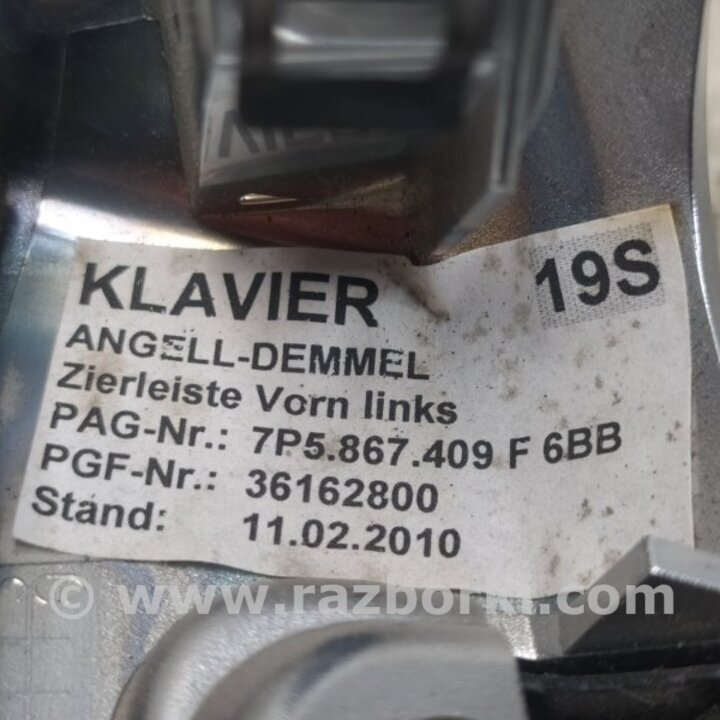 KLAVIER 19S
ANGELL-DEMMEL
Zierleiste Vorn links
PAG-Nr.: 7P5.867.409 F 6BB
PGF-Nr.: 36162800
Stand: 11.02.2010
© www.razborki.com